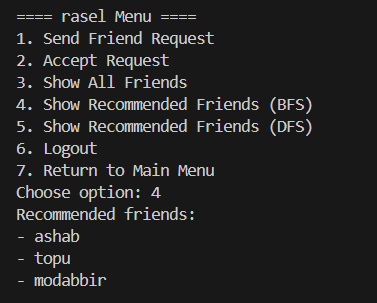 ==== rasel Menu ====
1. Send Friend Request
2. Accept Request
3. Show All Friends
4. Show Recommended Friends (BFS)
5. Show Recommended Friends (DFS)
6. Logout
7. Return to Main Menu
Choose option: 4
Recommended friends:
- ashab
- topu
- modabbir